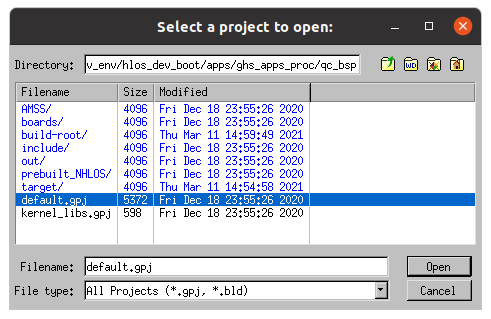 Select a project to open:
Directory: v_env/hlos_dev_boot/apps/ghs_apps_proc/qc_bsp
WD
Filename Size Modified
AMSS/ 4096 Fri Dec 18 23:55:26 2020
boards/ 4096 Fri Dec 18 23:55:26 2020
build-root/ 4096 Thu Mar 11 14:59:49 2021
include/ 4096 Fri Dec 18 23:55:26 2020
out/ 4096 Fri Dec 18 23:55:26 2020
prebuilt_NHLOS/ 4096 Fri Dec 18 23:55:26 2020
target/ 4096 Thu Mar 11 14:54:58 2021
default.gpj 5372 Fri Dec 18 23:55:26 2020
kernel_libs.gpj 598 Fri Dec 18 23:55:26 2020
Filename: default.gpj Open
File type: All Projects (*.gpj, *.bld) Cancel